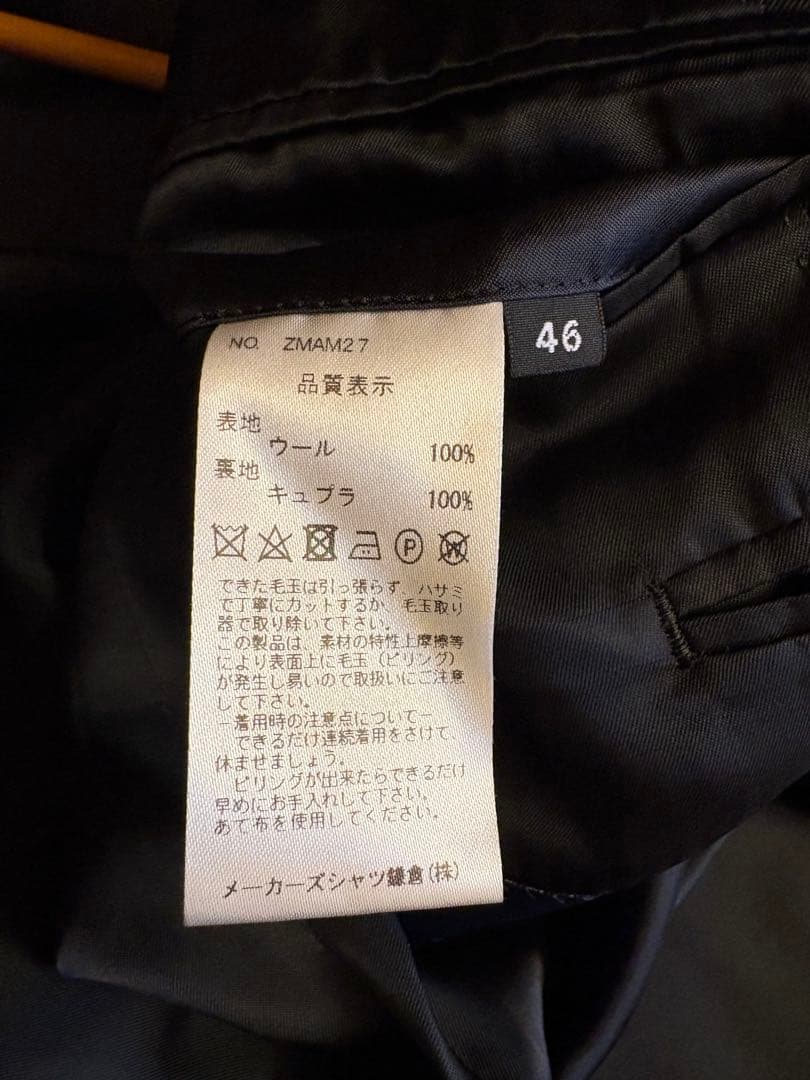 NO. ZMAM27
46
品質表示
表地
ウール 100%
裏地
キュプラ 100%
P
W
できた毛玉は引っ張らず、ハサミ
で丁寧にカットするか、毛玉取り
器で取り除いて下さい。
この製品は、素材の特性上摩擦等
により表面上に毛玉(ピリング)
が発生し易いので取扱いにご注意
して下さい。
ー着用時の注意点についてー
できるだけ連続着用をさけて、
休ませましょう。
ピリングが出来たらできるだけ
早めにお手入れして下さい。
あて布を使用してください。
メーカーズシャツ鎌倉(株)